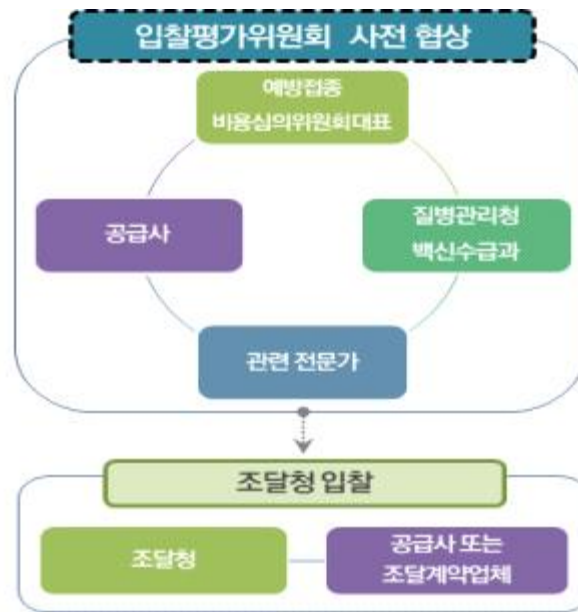 입찰평가위원회 사전 협상
예방접종
비용심의위원회대표
공급사
질병관리청
백신수급과
관련 전문가
조달청 입찰
조달청
공급사 또는
조달계약업체